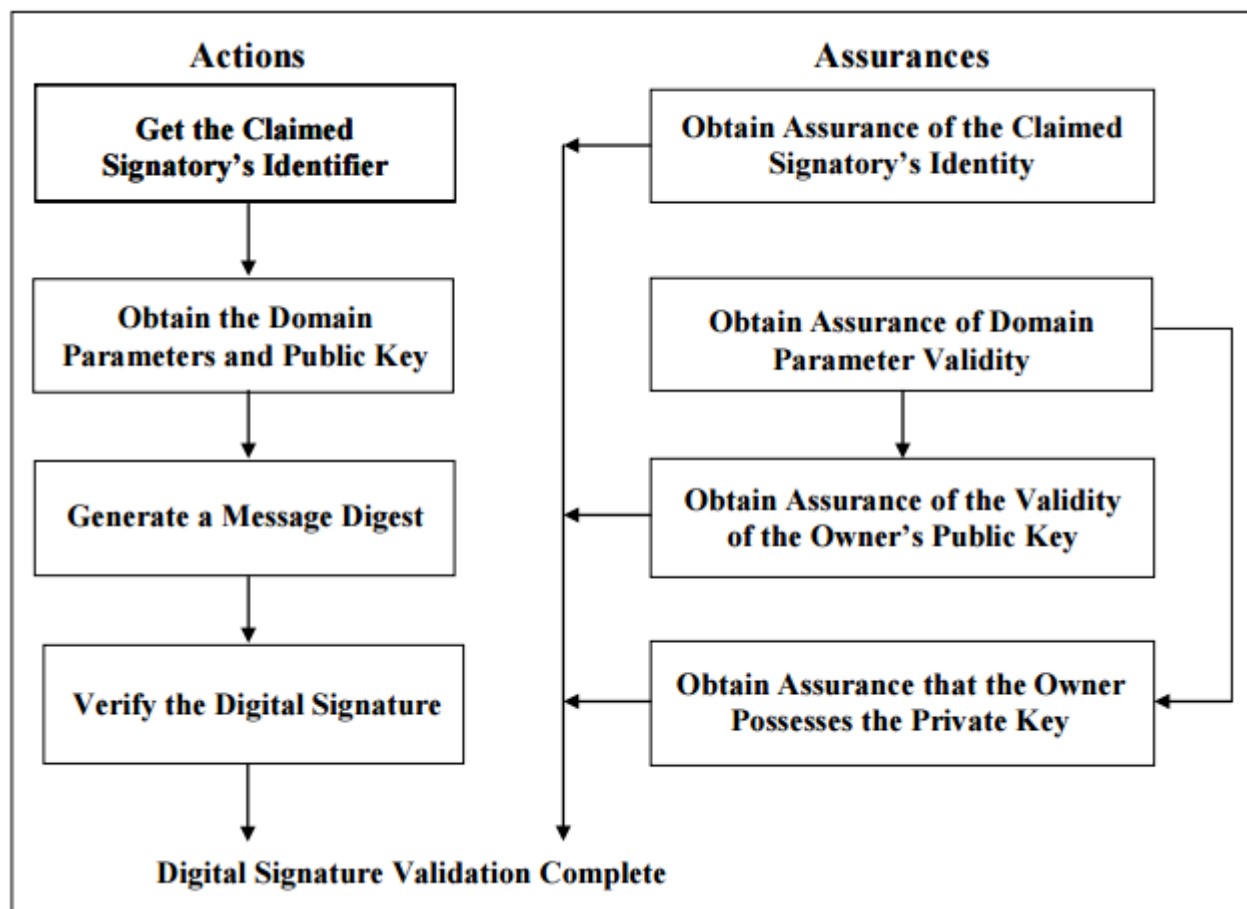 Actions
Get the Claimed
Signatory's Identifier
Obtain the Domain
Parameters and Public Key
Generate a Message Digest
Verify the Digital Signature
Assurances
Obtain Assurance of the Claimed
Signatory's Identity
Obtain Assurance of Domain
Parameter Validity
Obtain Assurance of the Validity
of the Owner's Public Key
Obtain Assurance that the Owner
Possesses the Private Key
Digital Signature Validation Complete